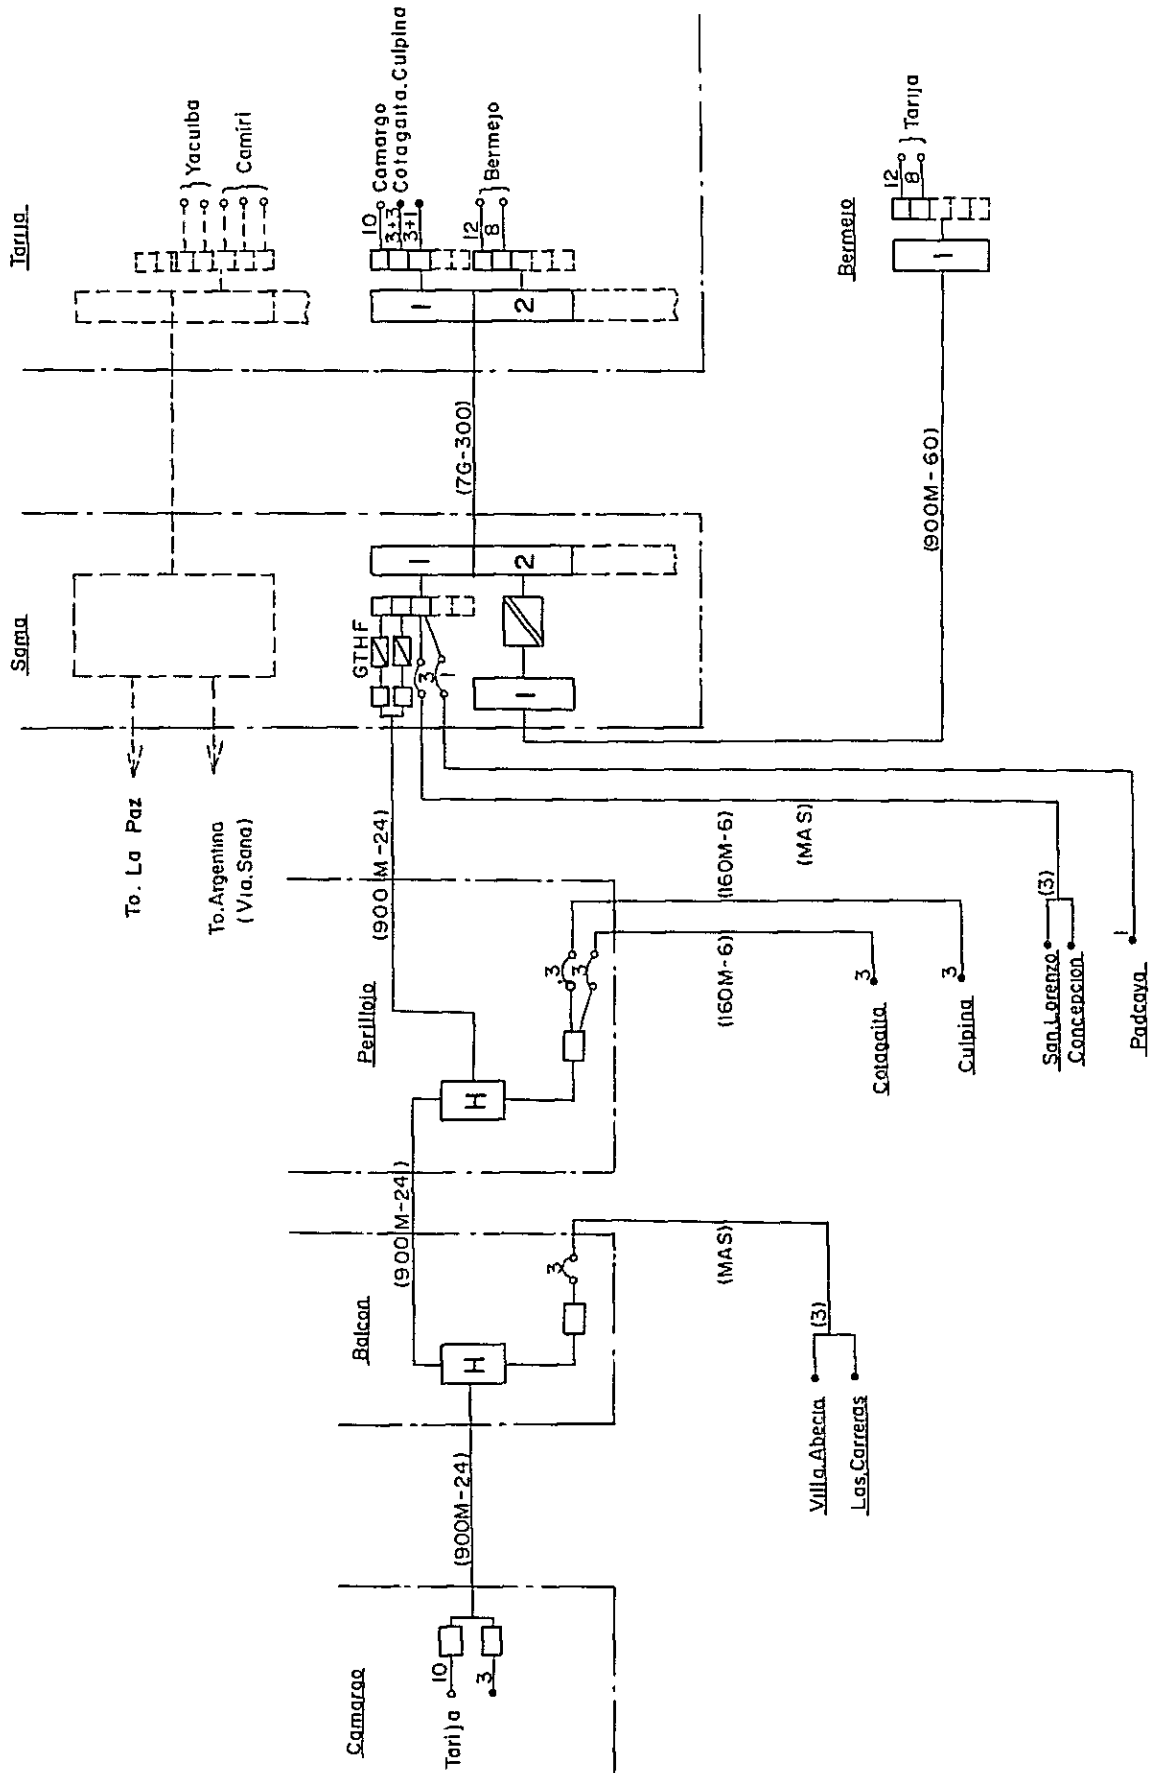 Tarija
Yacuiba
Camiri
10
Camargo
3+3
Cotagaita.Culpina
3+1
12
8
Bermejo
1
2
Bermejo
12
8
Tarija
1
(7G-300)
(900M-60)
Sama
GTHF
3
1
1
2
1
To. La Paz
To.Argentina
(Via.Sana)
(900M-24)
(160M-6)
(MAS)
(160M-6)
Perillojo
H
3
3
3
Cotagaita
3
Culpina
(3)
San.Lorenzo
Concepcion
1
Padcaya
(900M-24)
Balcon
H
3
(MAS)
(3)
Villa.Abecia
Las.Carreras
(900M-24)
Camargo
Tarija
10
3